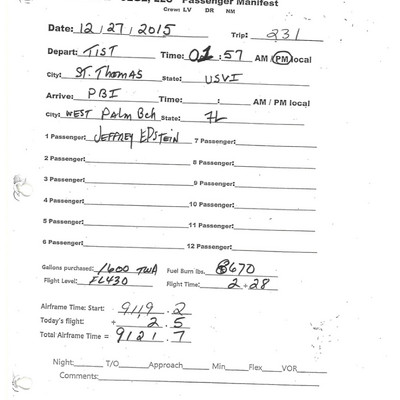 LLC Passenger Manifest
Crew: LV DR NM
Date: 12/27/2015 Trip: 231
Depart: TIST Time: 01:57 AM / PM local
City: ST. THOMAS State: USVI
Arrive: PBI Time: : AM / PM local
City: WEST PALM Bch State: FL
1 Passenger: JEFFREY EPSTEIN 7 Passenger:
2 Passenger: 8 Passenger:
3 Passenger: 9 Passenger:
4 Passenger: 10 Passenger:
5 Passenger: 11 Passenger:
6 Passenger: 12 Passenger:
Gallons purchased: 1600 TWA Fuel Burn lbs. 8670
Flight Level: FL430 Flight Time: 2+28
Airframe Time: Start: 9119.2
Today's flight: + 2.5
Total Airframe Time = 9121.7
Night: T/O Approach Min Flex VOR
Comments: